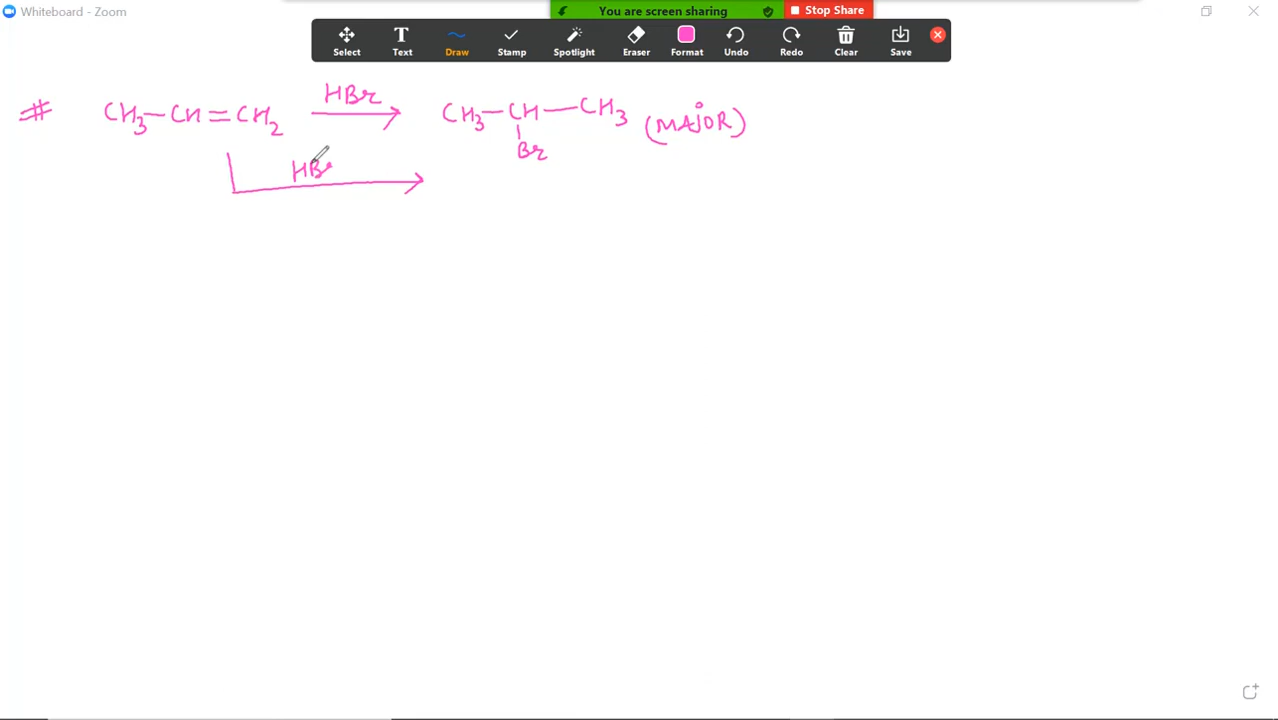 Whiteboard - Zoom
You are screen sharing
Stop Share
Select Text Draw Stamp Spotlight Eraser Format Undo Redo Clear Save
# CH3-CH=CH2 HBr CH3-CH-CH3 (MAJOR)
Br
HBr